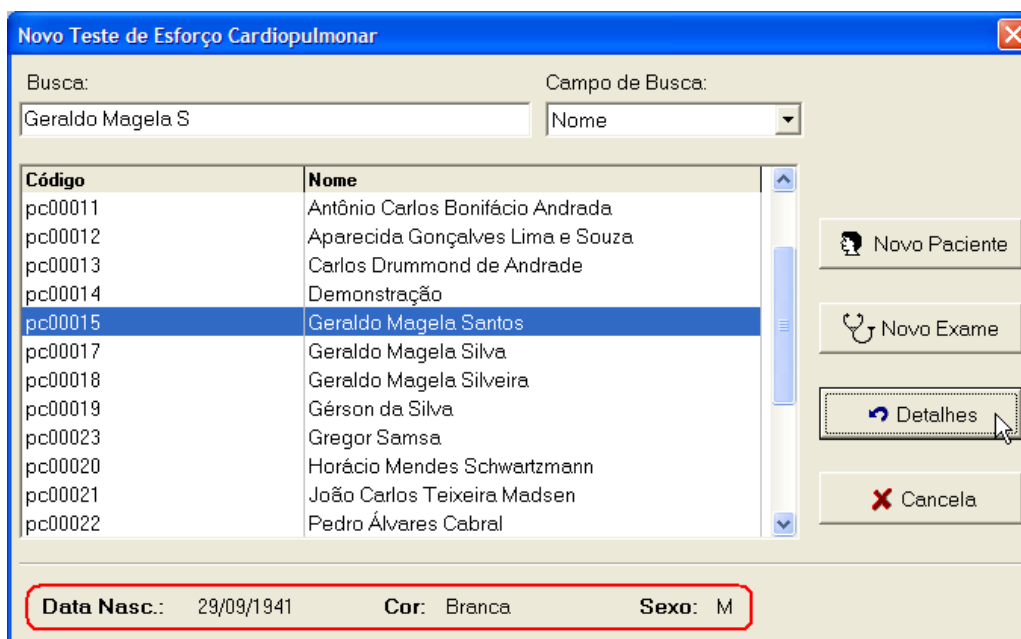 Novo Teste de Esforço Cardiopulmonar
Busca: Campo de Busca:
Geraldo Magela S Nome
Código Nome
pc00011 Antônio Carlos Bonifácio Andrada
pc00012 Aparecida Gonçalves Lima e Souza
pc00013 Carlos Drummond de Andrade
pc00014 Demonstração
pc00015 Geraldo Magela Santos
pc00017 Geraldo Magela Silva
pc00018 Geraldo Magela Silveira
pc00019 Gérson da Silva
pc00023 Gregor Samsa
pc00020 Horácio Mendes Schwartzmann
pc00021 João Carlos Teixeira Madsen
pc00022 Pedro Álvares Cabral
Novo Paciente
Novo Exame
Detalhes
Cancela
Data Nasc.: 29/09/1941 Cor: Branca Sexo: M